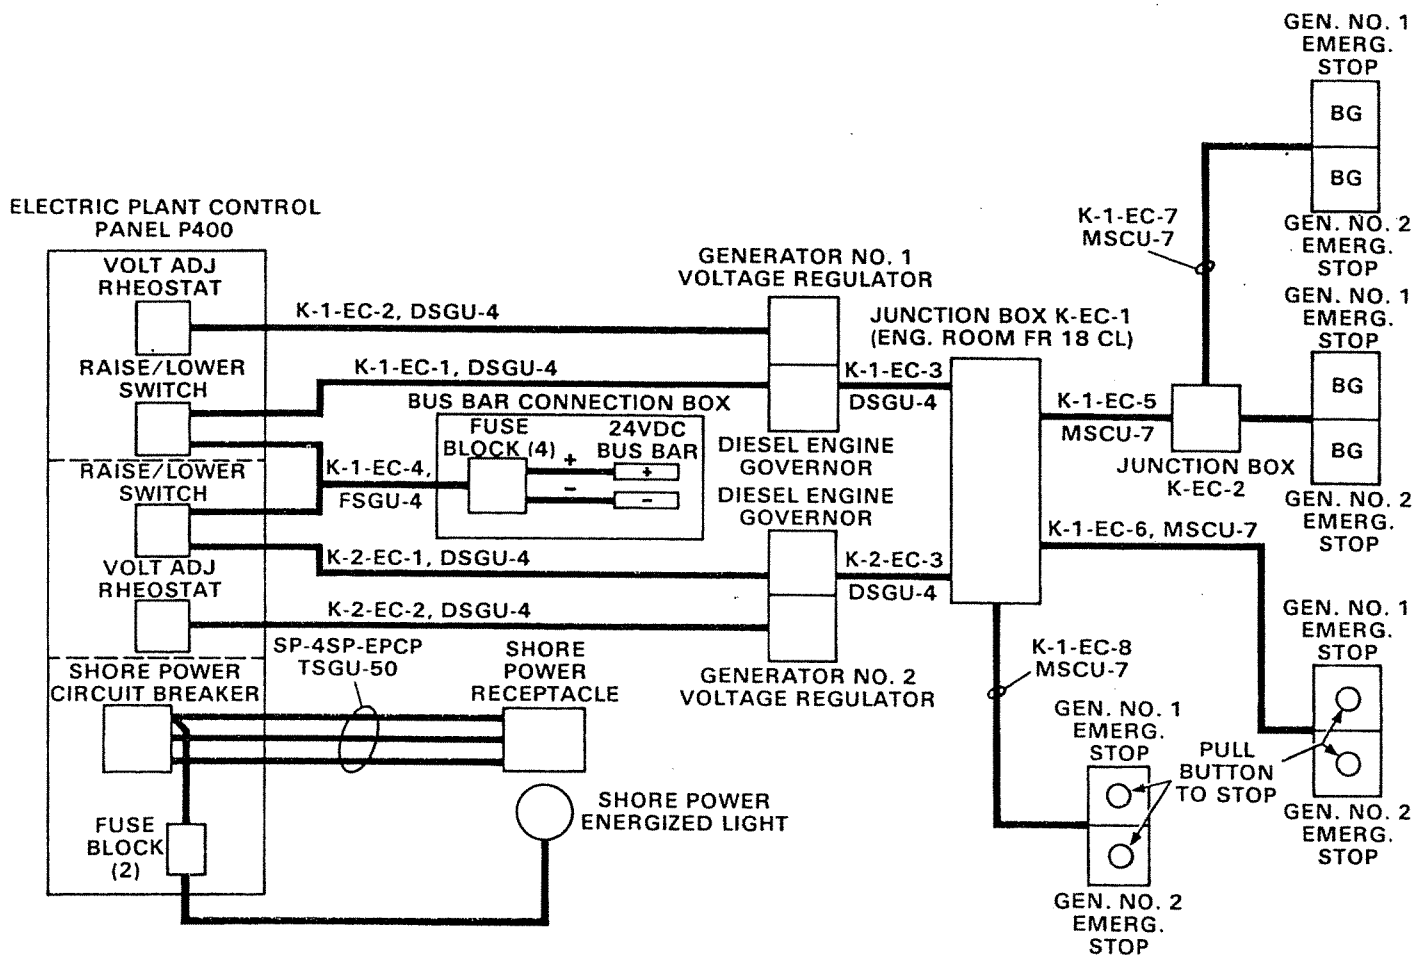 ELECTRIC PLANT CONTROL
PANEL P400
VOLT ADJ
RHEOSTAT
RAISE/LOWER
SWITCH
RAISE/LOWER
SWITCH
VOLT ADJ
RHEOSTAT
SHORE POWER
CIRCUIT BREAKER
FUSE
BLOCK
(2)
K-1-EC-2, DSGU-4
K-1-EC-1, DSGU-4
BUS BAR CONNECTION BOX
FUSE
BLOCK (4)
24VDC
BUS BAR
+
+
−
−
K-1-EC-4,
FSGU-4
K-2-EC-1, DSGU-4
K-2-EC-2, DSGU-4
SP-4SP-EPCP
TSGU-50
SHORE
POWER
RECEPTACLE
SHORE POWER
ENERGIZED LIGHT
GENERATOR NO. 1
VOLTAGE REGULATOR
DIESEL ENGINE
GOVERNOR
DIESEL ENGINE
GOVERNOR
GENERATOR NO. 2
VOLTAGE REGULATOR
K-1-EC-3
DSGU-4
K-2-EC-3
DSGU-4
JUNCTION BOX K-EC-1
(ENG. ROOM FR 18 CL)
K-1-EC-5
MSCU-7
JUNCTION BOX
K-EC-2
K-1-EC-7
MSCU-7
K-1-EC-6, MSCU-7
K-1-EC-8
MSCU-7
GEN. NO. 1
EMERG.
STOP
BG
BG
GEN. NO. 2
EMERG.
STOP
GEN. NO. 1
EMERG.
STOP
BG
BG
GEN. NO. 2
EMERG.
STOP
GEN. NO. 1
EMERG.
STOP
GEN. NO. 2
EMERG.
STOP
PULL
BUTTON
TO STOP
GEN. NO. 1
EMERG.
STOP
GEN. NO. 2
EMERG.
STOP